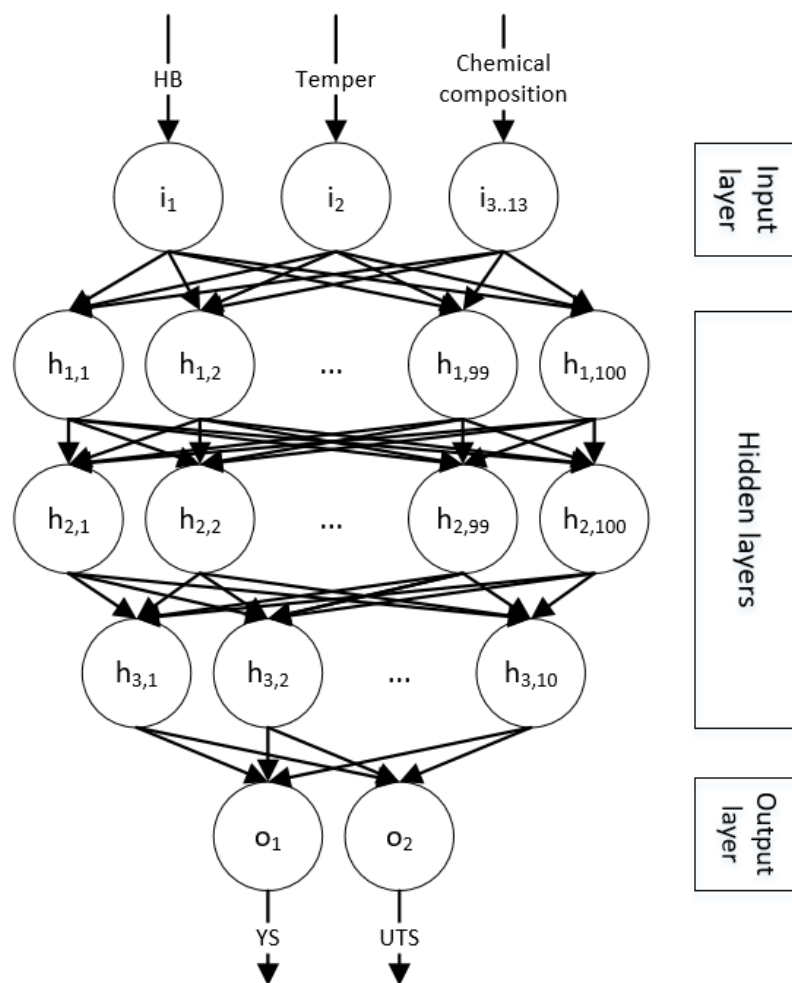 HB
Temper
Chemical
composition
i1
i2
i3..13
Input
layer
h1,1
h1,2
...
h1,99
h1,100
Hidden layers
h2,1
h2,2
...
h2,99
h2,100
h3,1
h3,2
...
h3,10
o1
o2
Output
layer
YS
UTS